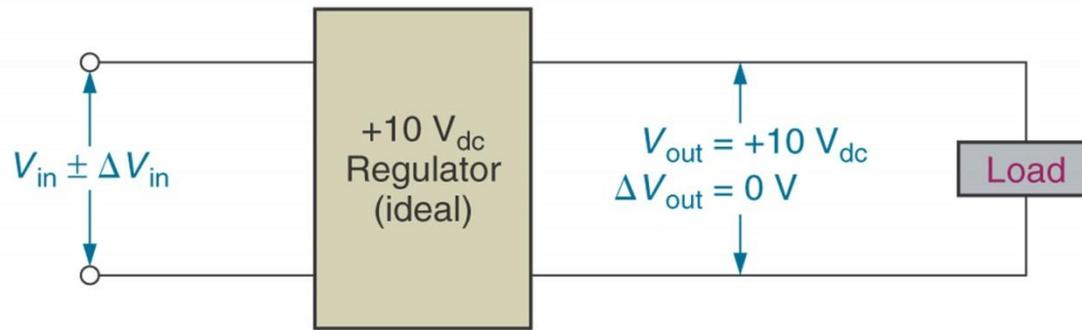 V_in ± ΔV_in
+10 V_dc
Regulator
(ideal)
V_out = +10 V_dc
ΔV_out = 0 V
Load